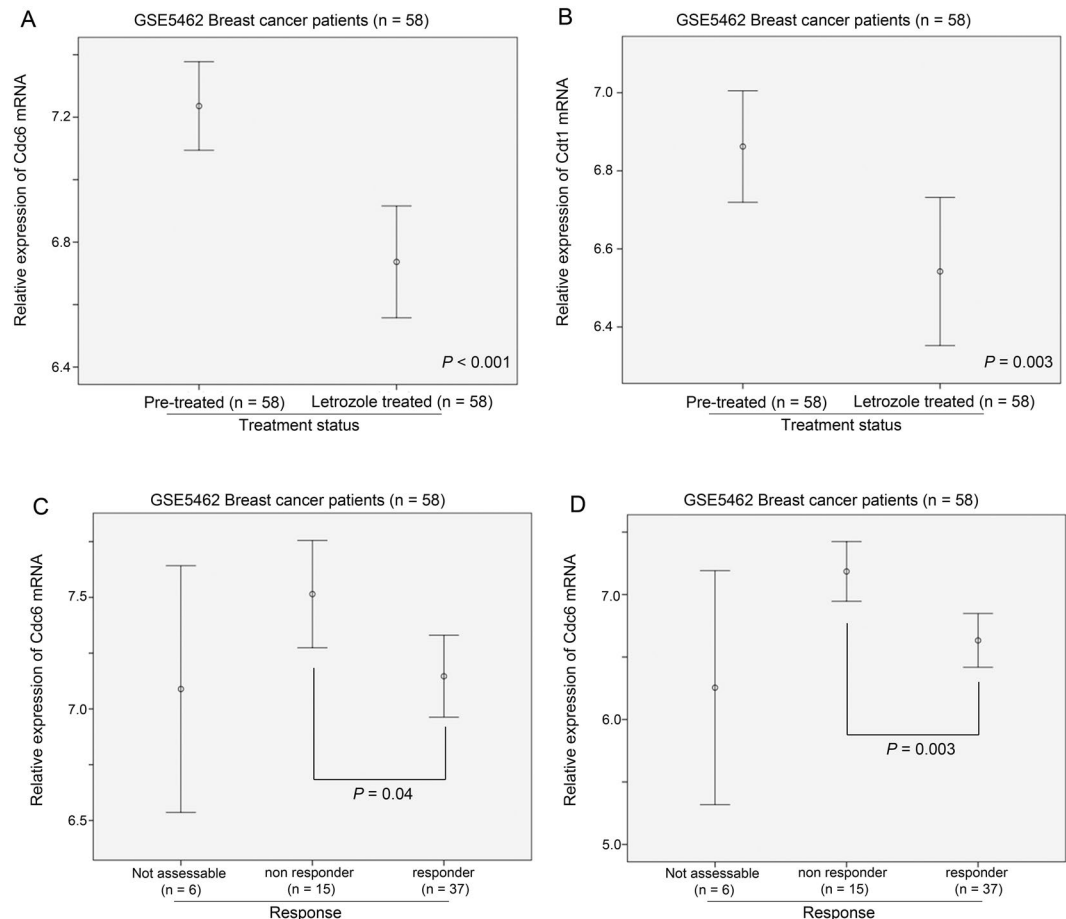 A
GSE5462 Breast cancer patients (n = 58)
Relative expression of Cdc6 mRNA
7.2
6.8
6.4
P < 0.001
Pre-treated (n = 58) Letrozole treated (n = 58)
Treatment status
B
GSE5462 Breast cancer patients (n = 58)
Relative expression of Cdt1 mRNA
7.0
6.8
6.6
6.4
P = 0.003
Pre-treated (n = 58) Letrozole treated (n = 58)
Treatment status
C
GSE5462 Breast cancer patients (n = 58)
Relative expression of Cdc6 mRNA
7.5
7.0
6.5
P = 0.04
Not assessable non responder responder
(n = 6) (n = 15) (n = 37)
Response
D
GSE5462 Breast cancer patients (n = 58)
Relative expression of Cdc6 mRNA
7.0
6.0
5.0
P = 0.003
Not assessable non responder responder
(n = 6) (n = 15) (n = 37)
Response